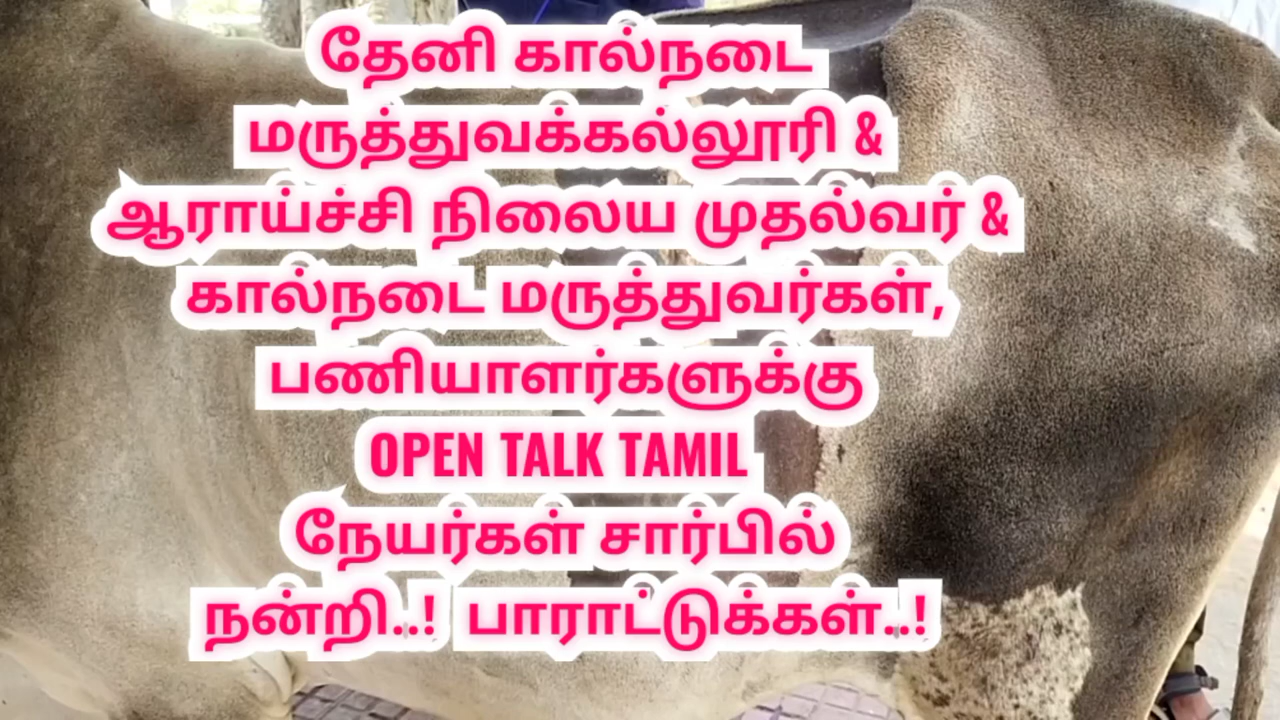 தேனி கால்நடை
மருத்துவக்கல்லூரி &
ஆராய்ச்சி நிலைய முதல்வர் &
கால்நடை மருத்துவர்கள்,
பணியாளர்களுக்கு
OPEN TALK TAMIL
நேயர்கள் சார்பில்
நன்றி..! பாராட்டுக்கள்..!